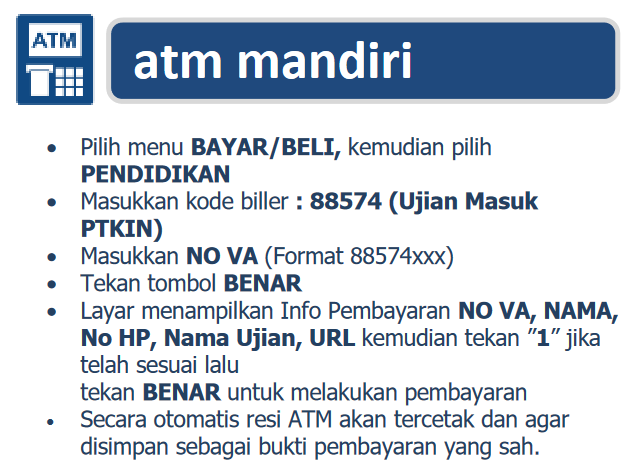 ATM
atm mandiri
• Pilih menu BAYAR/BELI, kemudian pilih
PENDIDIKAN
• Masukkan kode biller : 88574 (Ujian Masuk
PTKIN)
• Masukkan NO VA (Format 88574xxx)
• Tekan tombol BENAR
• Layar menampilkan Info Pembayaran NO VA, NAMA,
No HP, Nama Ujian, URL kemudian tekan ”1” jika
telah sesuai lalu
tekan BENAR untuk melakukan pembayaran
• Secara otomatis resi ATM akan tercetak dan agar
disimpan sebagai bukti pembayaran yang sah.